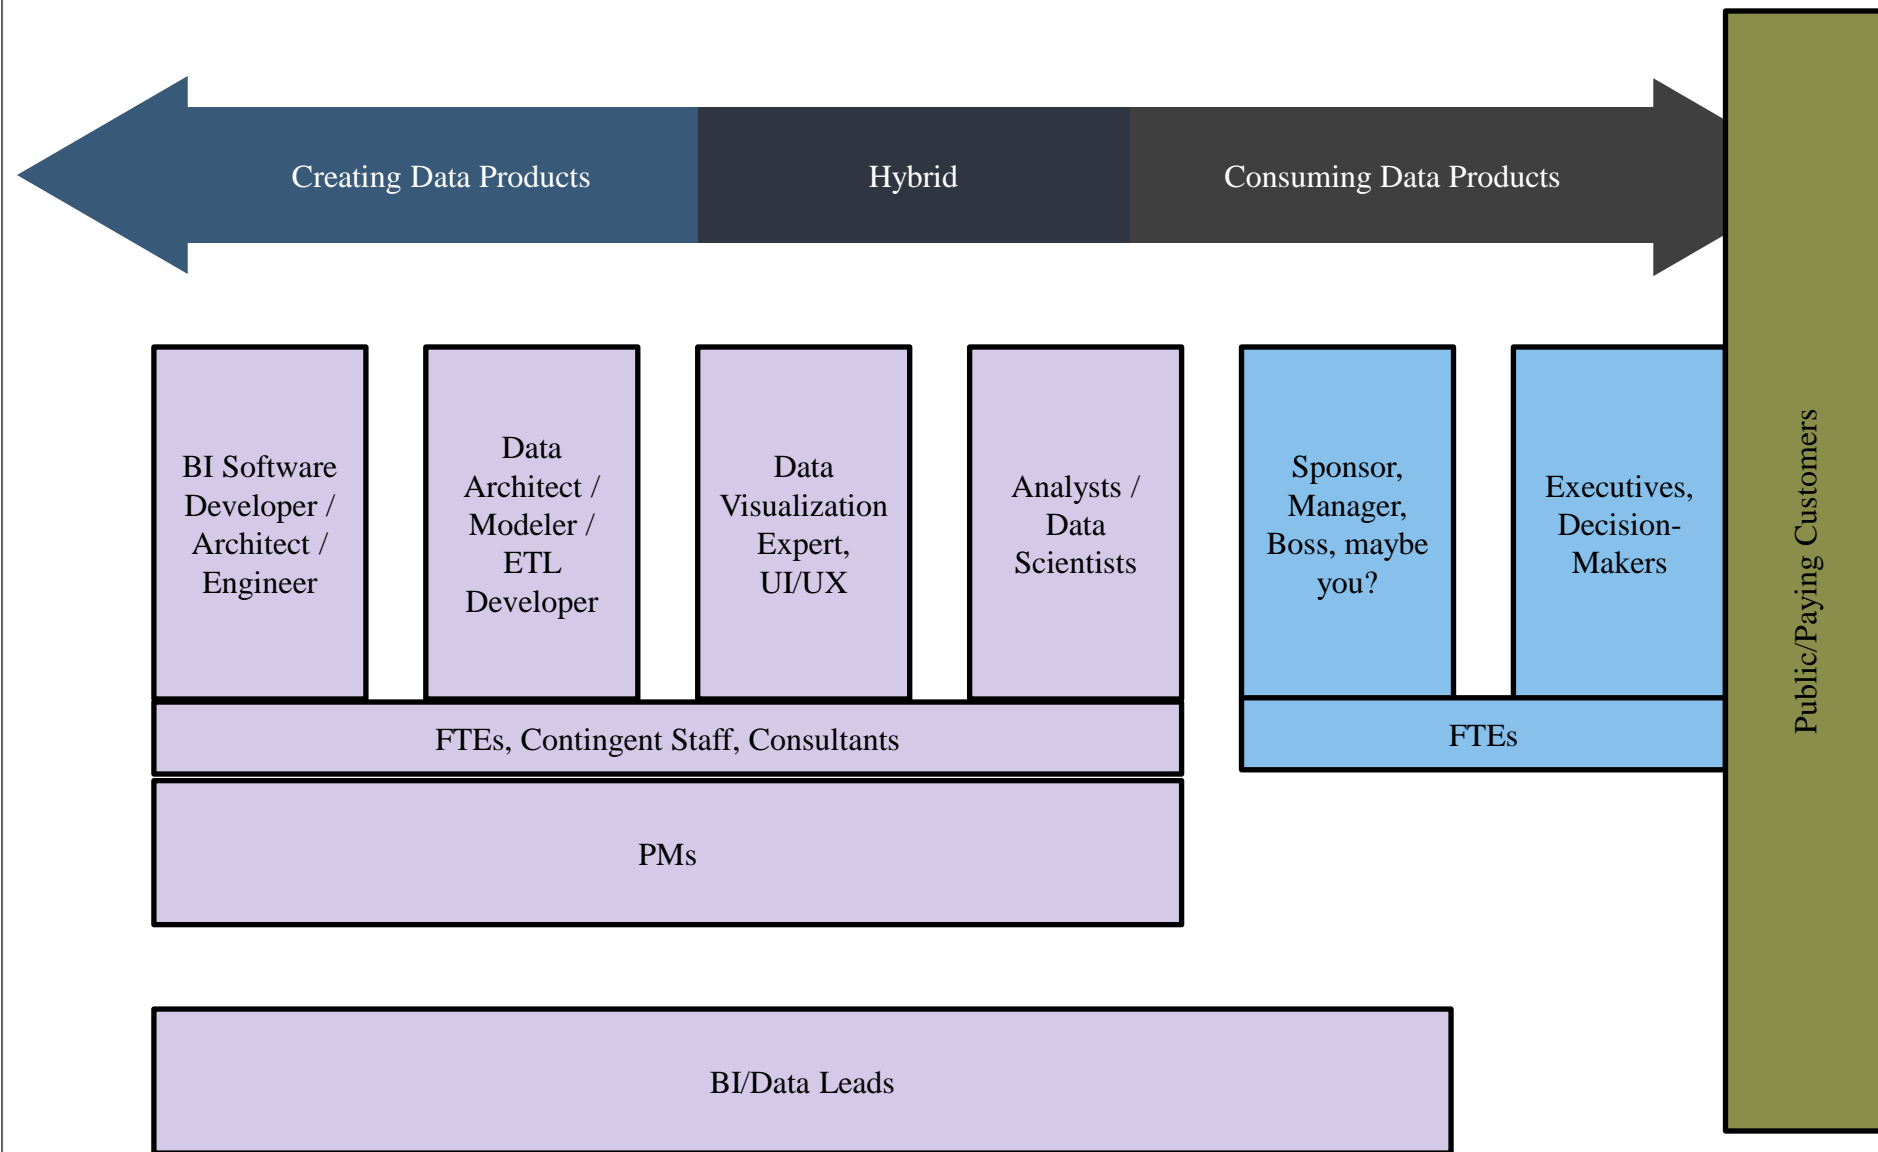 Creating Data Products
Hybrid
Consuming Data Products
BI Software
Developer /
Architect /
Engineer
Data
Architect /
Modeler /
ETL
Developer
Data
Visualization
Expert,
UI/UX
Analysts /
Data
Scientists
Sponsor,
Manager,
Boss, maybe
you?
Executives,
Decision-
Makers
Public/Paying Customers
FTEs, Contingent Staff, Consultants
FTEs
PMs
BI/Data Leads